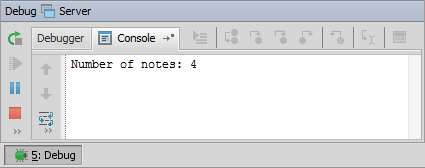 Debug Server
Debugger Console
Number of notes: 4
5: Debug